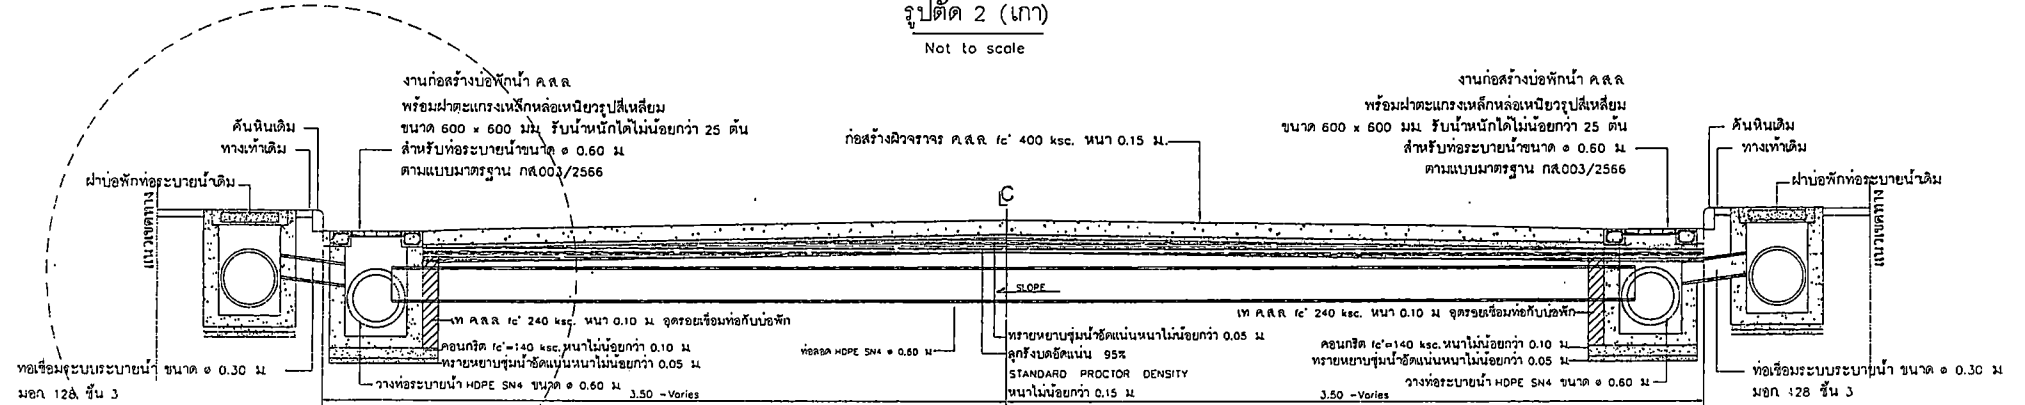 รูปตัด 2 (เก่า)
Not to scale
งานก่อสร้างบ่อพักน้ำ ค.ส.ล.
พร้อมฝาตะแกรงเหล็กหล่อเหนียวรูปสี่เหลี่ยม
ขนาด 600 x 600 มม. รับน้ำหนักได้ไม่น้อยกว่า 25 ตัน
สำหรับท่อระบายน้ำขนาด ø 0.60 ม.
ตามแบบมาตรฐาน กส.003/2566
คันหินเดิม
ทางเท้าเดิม
ฝาบ่อพักท่อระบายน้ำเดิม
แนวเขตทาง
ก่อสร้างผิวจราจร ค.ส.ล. fc' 400 ksc. หนา 0.15 ม.
งานก่อสร้างบ่อพักน้ำ ค.ส.ล.
พร้อมฝาตะแกรงเหล็กหล่อเหนียวรูปสี่เหลี่ยม
ขนาด 600 x 600 มม. รับน้ำหนักได้ไม่น้อยกว่า 25 ตัน
สำหรับท่อระบายน้ำขนาด ø 0.60 ม.
ตามแบบมาตรฐาน กส.003/2566
คันหินเดิม
ทางเท้าเดิม
ฝาบ่อพักท่อระบายน้ำเดิม
แนวเขตทาง
CL
SLOPE
เท ค.ส.ล. fc' 240 ksc. หนา 0.10 ม. อุดรอยเชื่อมท่อกับบ่อพัก
คอนกรีต fc'=140 ksc. หนาไม่น้อยกว่า 0.10 ม.
ทรายหยาบชุ่มน้ำอัดแน่นหนาไม่น้อยกว่า 0.05 ม.
วางท่อระบายน้ำ HDPE SN4 ขนาด ø 0.60 ม.
ท่อเชื่อมระบบระบายน้ำ ขนาด ø 0.30 ม.
มอก. 128 ชั้น 3
ท่อลอด HDPE SN4 ø 0.60 ม.
ทรายหยาบชุ่มน้ำอัดแน่นหนาไม่น้อยกว่า 0.05 ม.
ลูกรังบดอัดแน่น 95%
STANDARD PROCTOR DENSITY
หนาไม่น้อยกว่า 0.15 ม.
เท ค.ส.ล. fc' 240 ksc. หนา 0.10 ม. อุดรอยเชื่อมท่อกับบ่อพัก
คอนกรีต fc'=140 ksc. หนาไม่น้อยกว่า 0.10 ม.
ทรายหยาบชุ่มน้ำอัดแน่นหนาไม่น้อยกว่า 0.05 ม.
วางท่อระบายน้ำ HDPE SN4 ขนาด ø 0.60 ม.
ท่อเชื่อมระบบระบายน้ำ ขนาด ø 0.30 ม.
มอก. 128 ชั้น 3
3.50 -Varies
3.50 -Varies